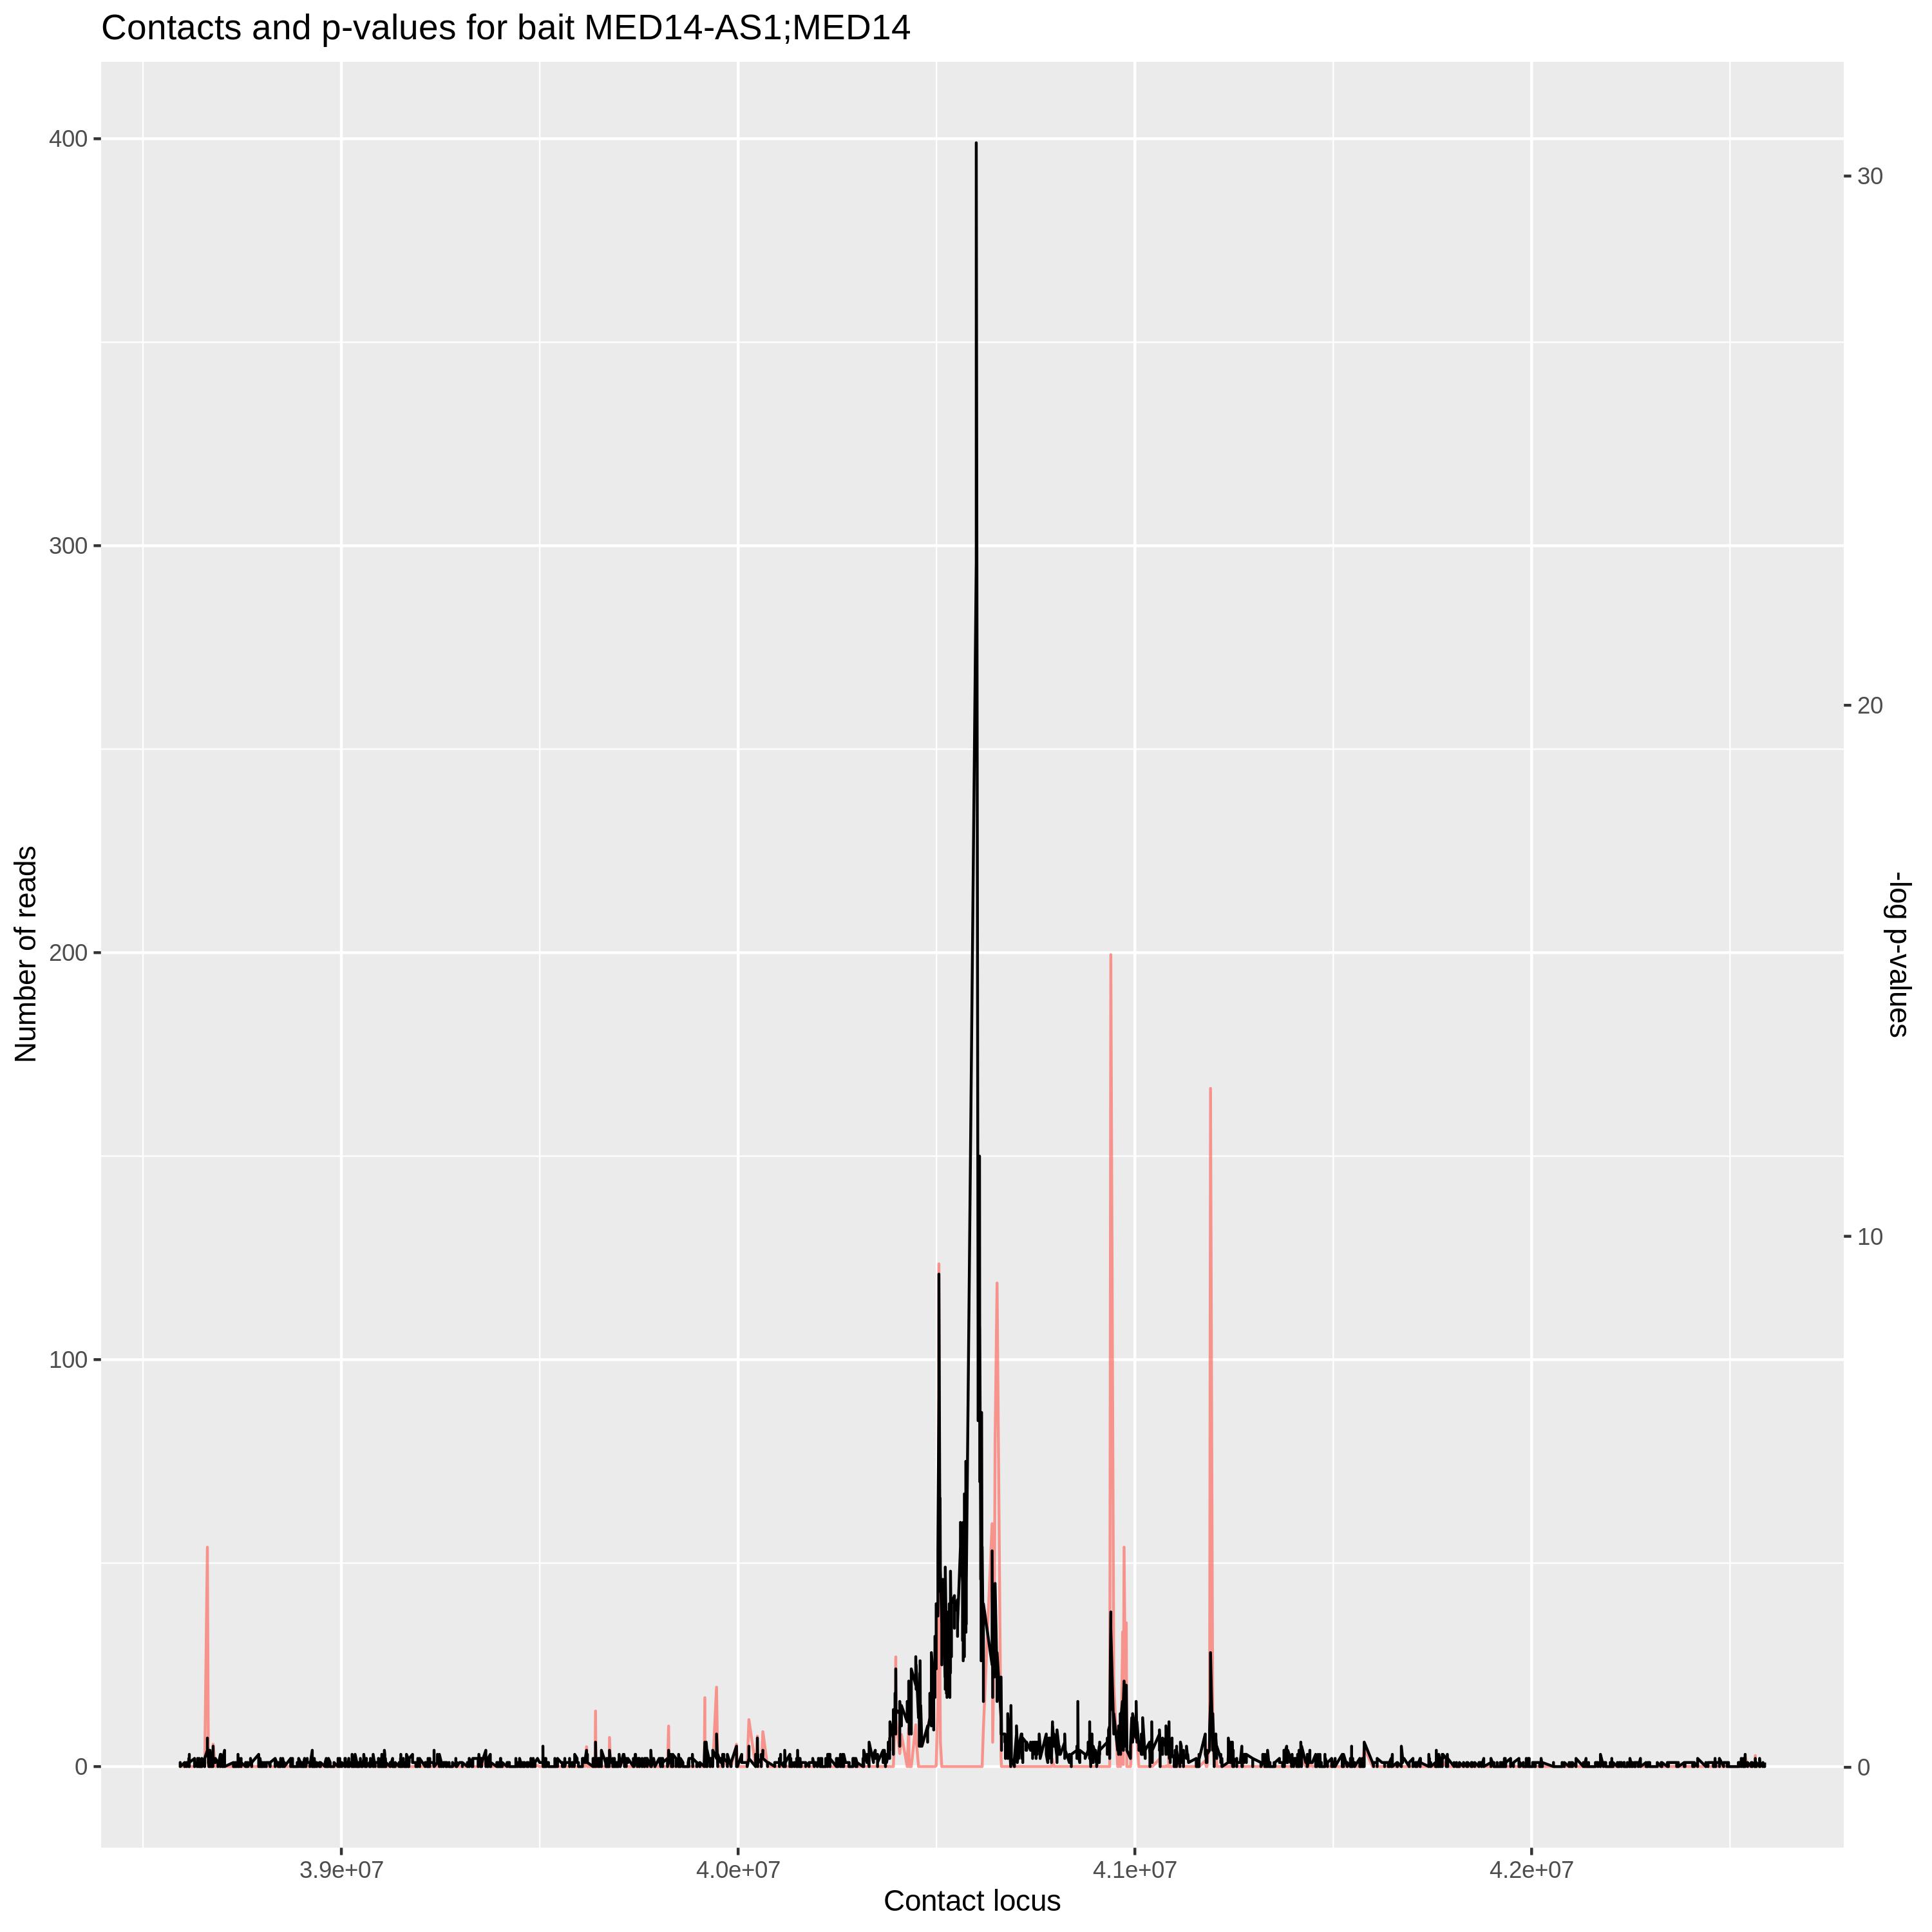 Contacts and p-values for bait MED14-AS1;MED14
400
300
200
100
0
30
20
10
0
Number of reads
-log p-values
3.9e+07
4.0e+07
4.1e+07
4.2e+07
Contact locus